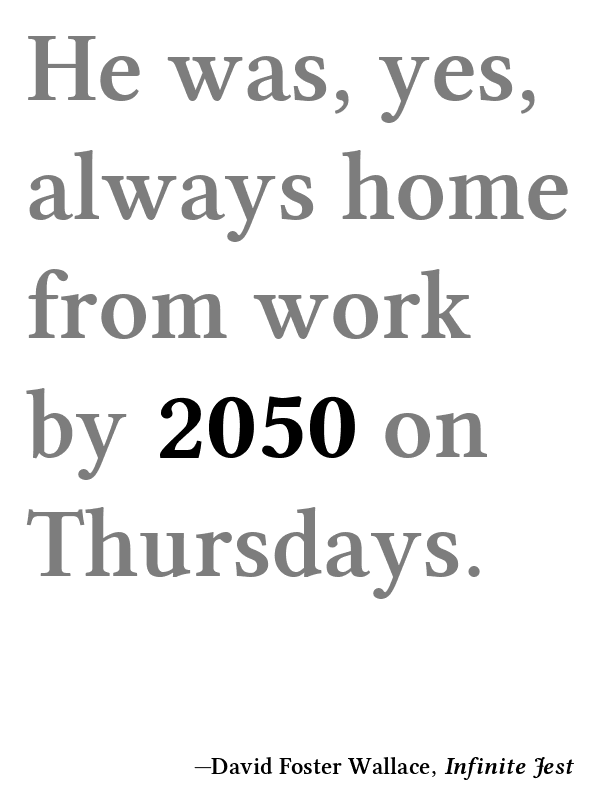 He was, yes,
always home
from work
by 2050 on
Thursdays.
—David Foster Wallace, Infinite Jest